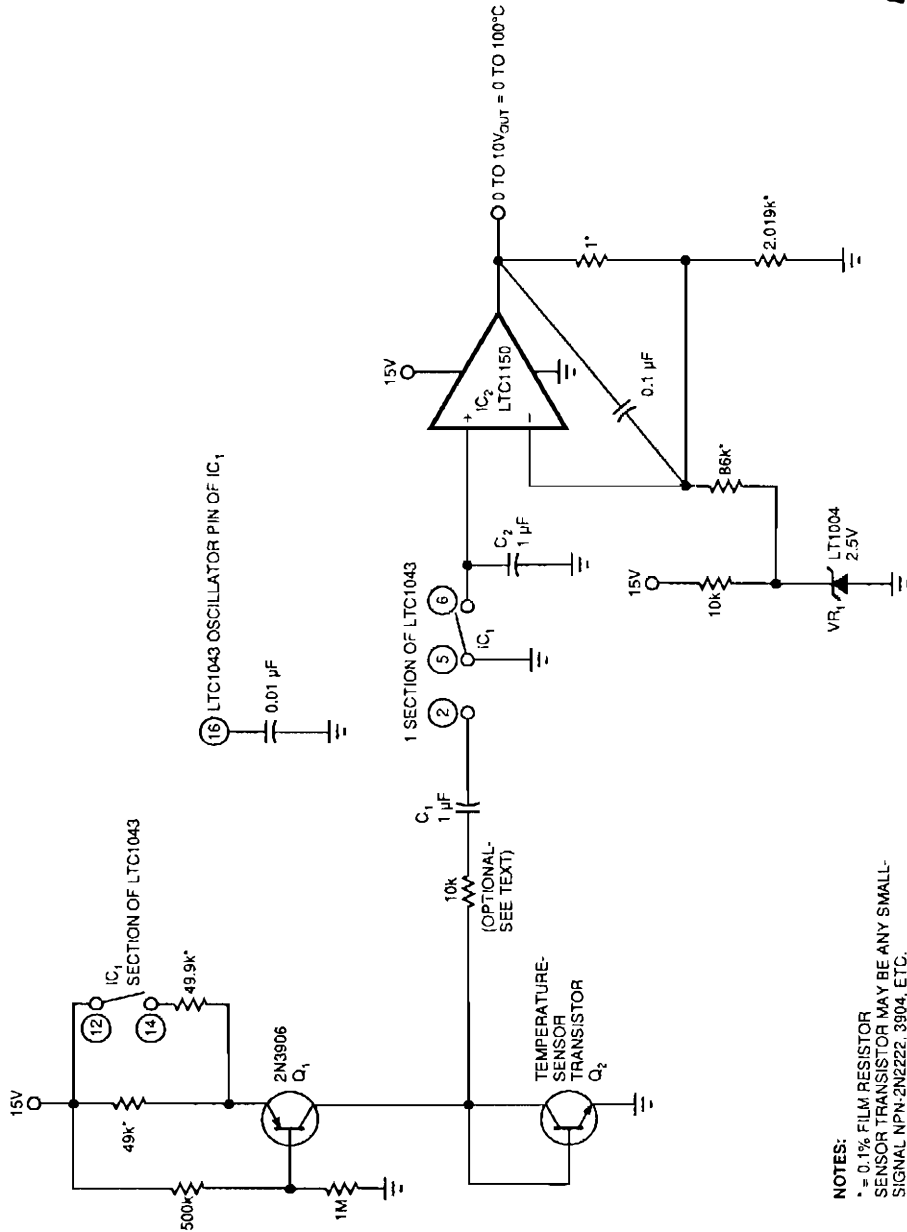 15V
500k
1M
49k*
12
14
IC1
SECTION OF LTC1043
49.9k*
2N3906
Q1
TEMPERATURE-
SENSOR
TRANSISTOR
Q2
10k
(OPTIONAL-
SEE TEXT)
C1
1 µF
16 LTC1043 OSCILLATOR PIN OF IC1
0.01 µF
1 SECTION OF LTC1043
2
5
6
IC1
C2
1 µF
15V
+
-
IC2
LTC1150
0 TO 10VOUT = 0 TO 100°C
0.1 µF
1*
2.019k*
86k*
15V
10k
VR1
LT1004
2.5V
NOTES:
* = 0.1% FILM RESISTOR
SENSOR TRANSISTOR MAY BE ANY SMALL-
SIGNAL NPN-2N2222, 3904, ETC.